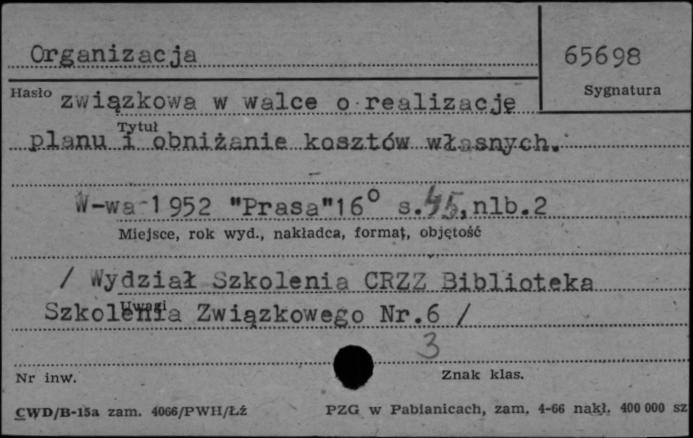 Organizacja
65698
Sygnatura
Hasło
związkowa w walce o realizację
Tytuł
planu i obniżanie kosztów własnych.
W-wa 1952 "Prasa" 16° s.45, nlb.2
Miejsce, rok wyd., nakładca, format, objętość
/ Wydział Szkolenia CRZZ Biblioteka
Uwagi
Szkolenia Związkowego Nr.6 /
3
Nr inw.
Znak klas.
CWD/B-15a zam. 4066/PWH/Łź
PZG w Pabianicach, zam. 4-66 nakł. 400 000 sz